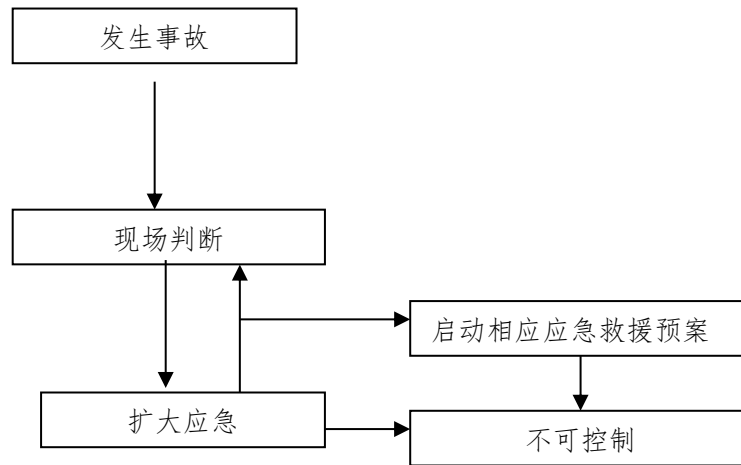 发生事故
现场判断
启动相应应急救援预案
扩大应急
不可控制